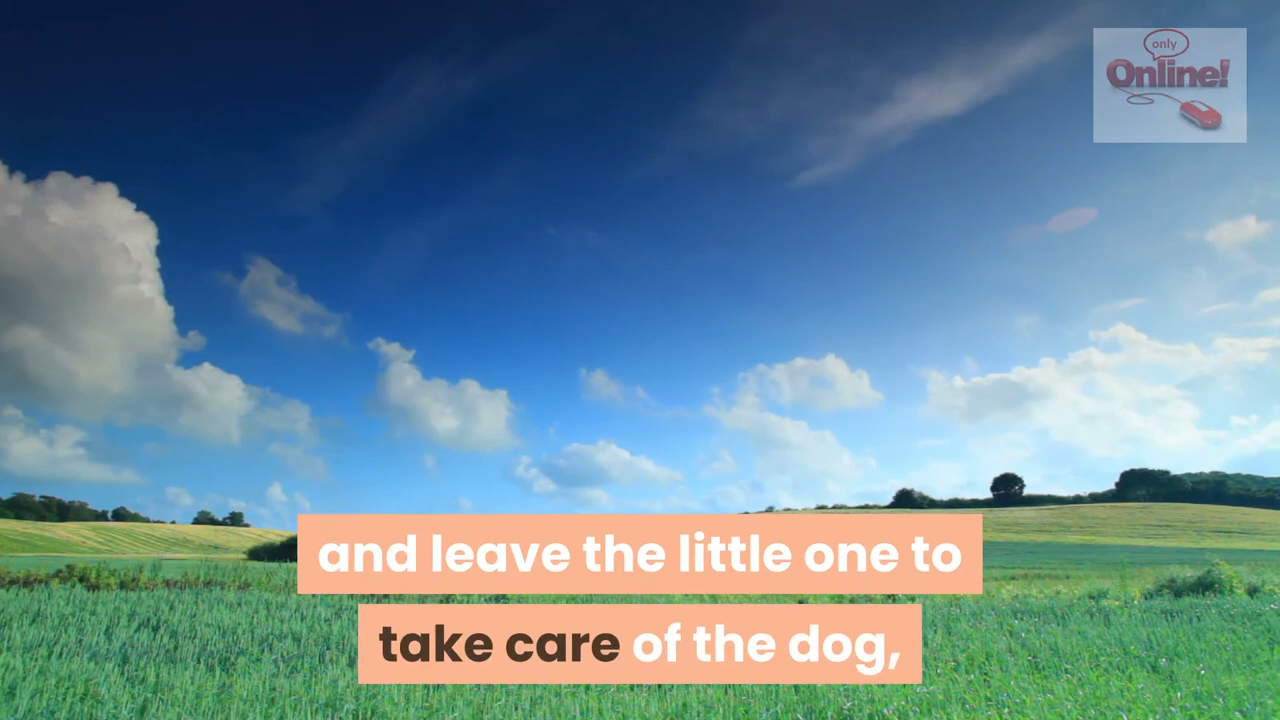 only
Online!
and leave the little one to
take care of the dog,